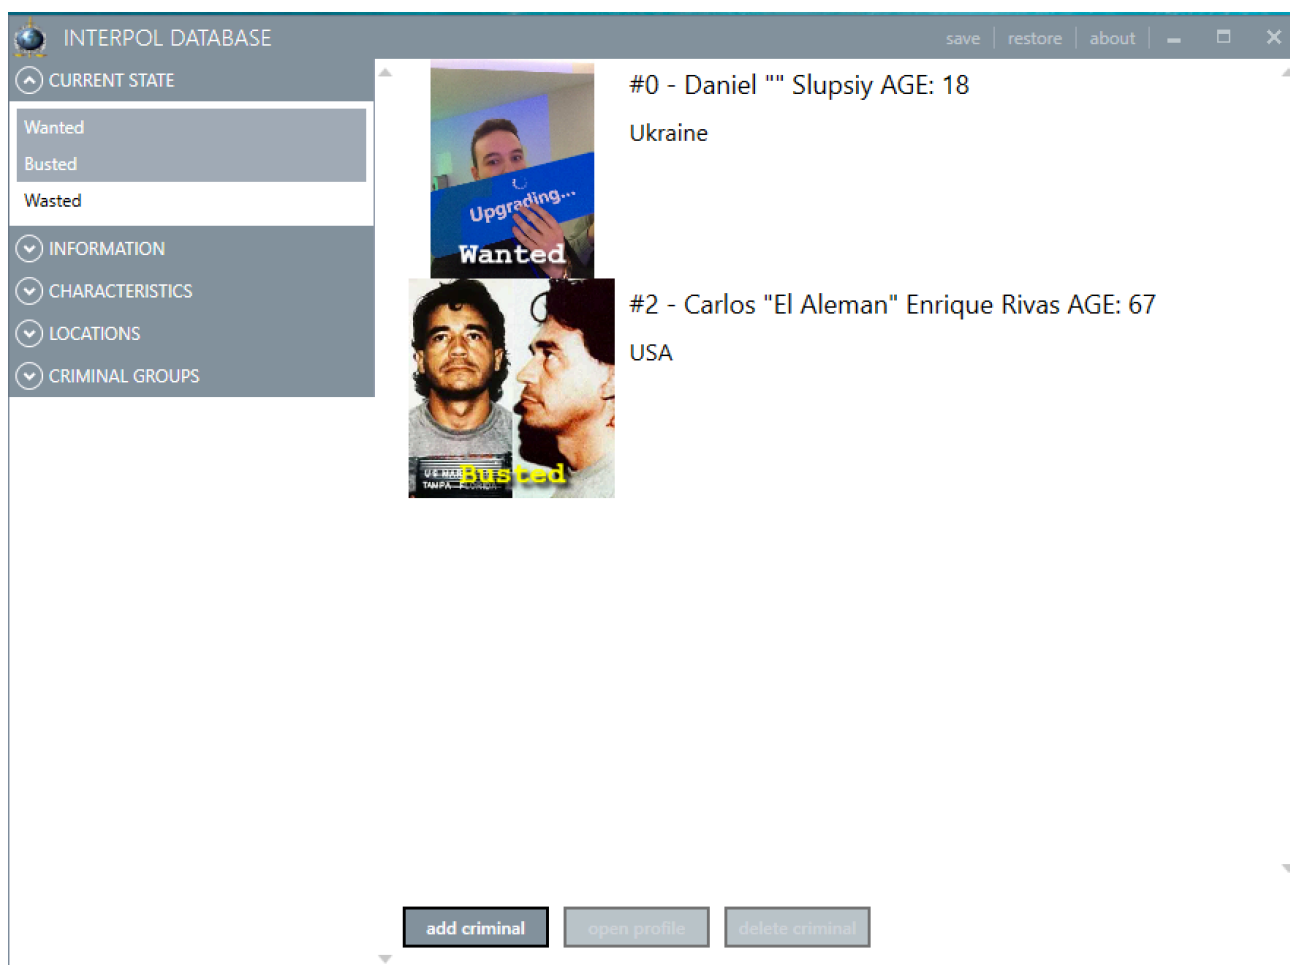 INTERPOL DATABASE
save | restore | about
CURRENT STATE
Wanted
Busted
Wasted
INFORMATION
CHARACTERISTICS
LOCATIONS
CRIMINAL GROUPS
Upgrading...
Wanted
#0 - Daniel "" Slupsiy AGE: 18
Ukraine
Busted
TAMPA FLORIDA
#2 - Carlos "El Aleman" Enrique Rivas AGE: 67
USA
add criminal
open profile
delete criminal